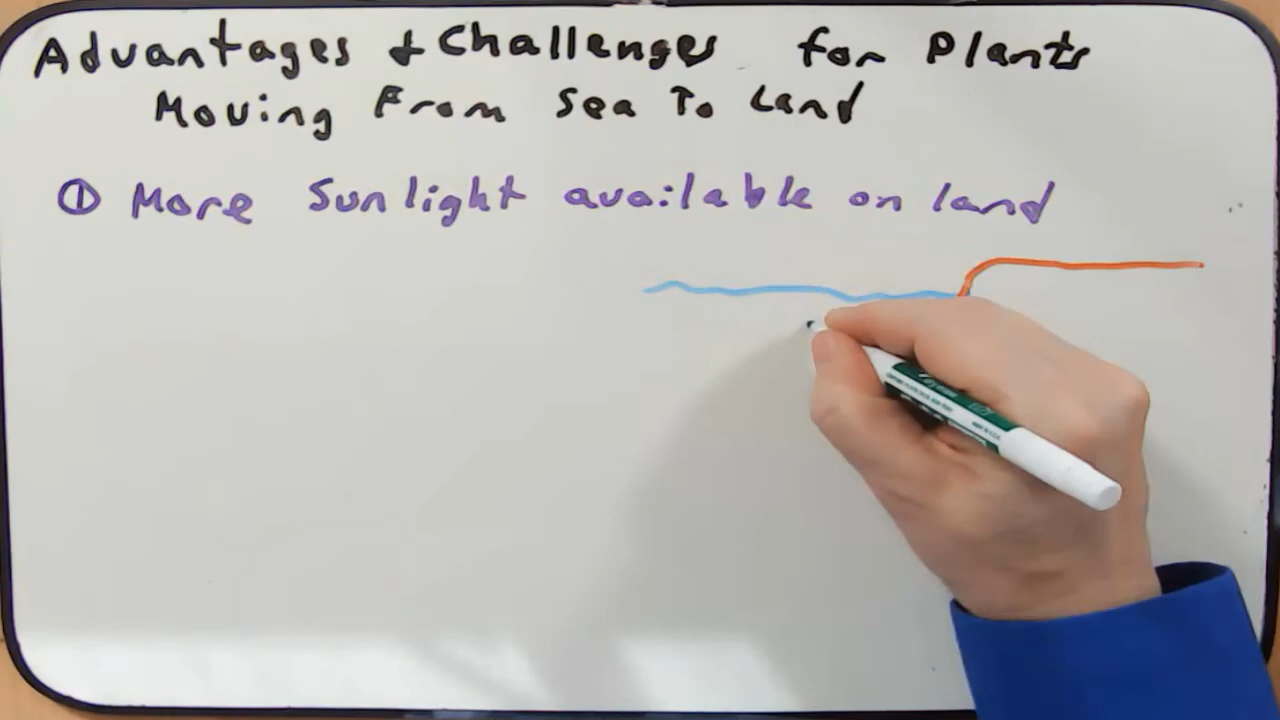 Advantages & Challenges for Plants
Moving From Sea To Land
① More Sunlight available on land